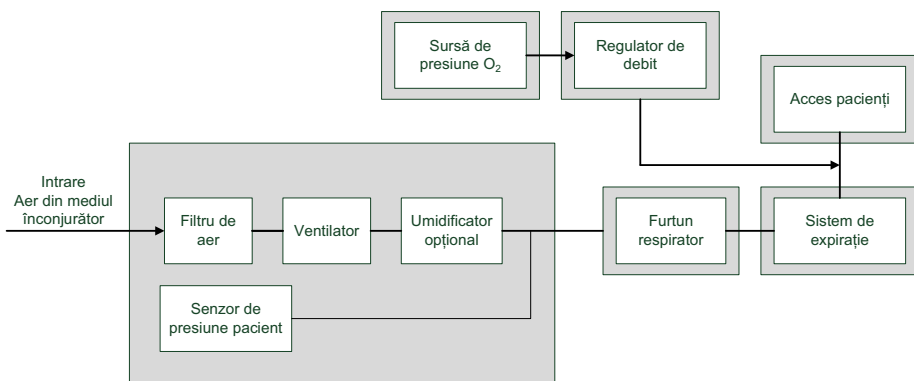 Sursă de
presiune O₂
Regulator de
debit
Acces pacienți
Intrare
Aer din mediul
înconjurător
Filtru de
aer
Ventilator
Umidificator
opțional
Furtun
respirator
Sistem de
expirație
Senzor de
presiune pacient